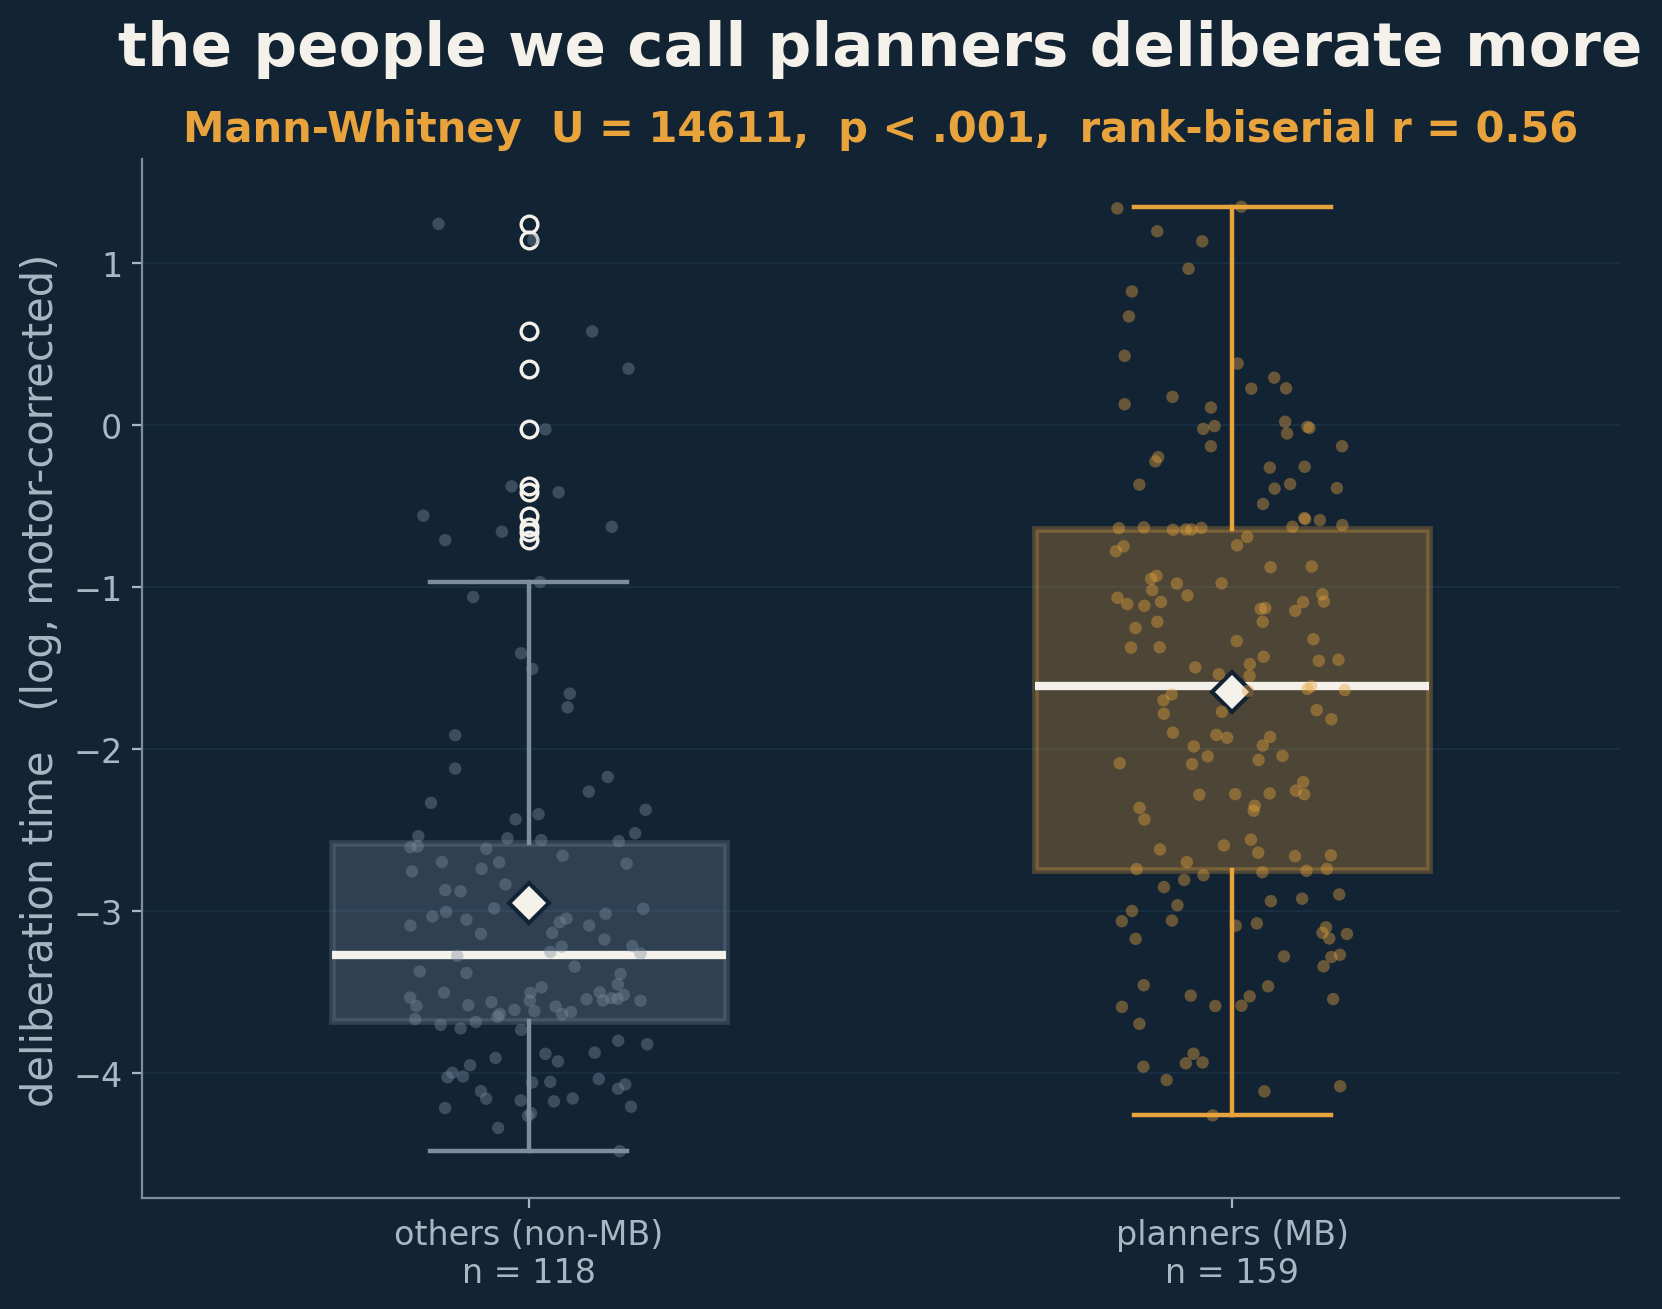 the people we call planners deliberate more
Mann-Whitney  U = 14611,  p < .001,  rank-biserial r = 0.56
deliberation time   (log, motor-corrected)
1
0
−1
−2
−3
−4
others (non-MB)
n = 118
planners (MB)
n = 159